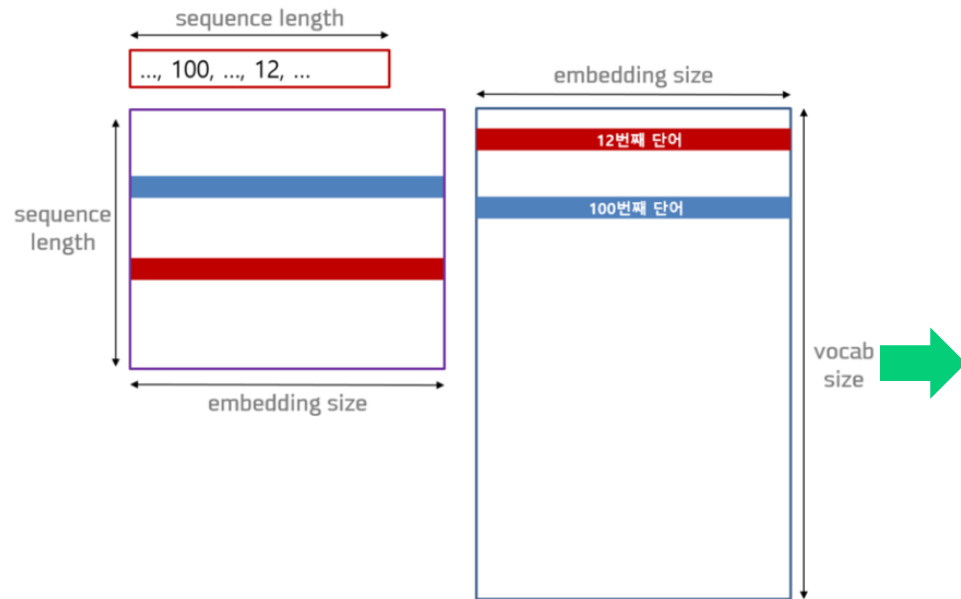 sequence length
..., 100, ..., 12, ...
sequence
length
embedding size
embedding size
12번째 단어
100번째 단어
vocab
size